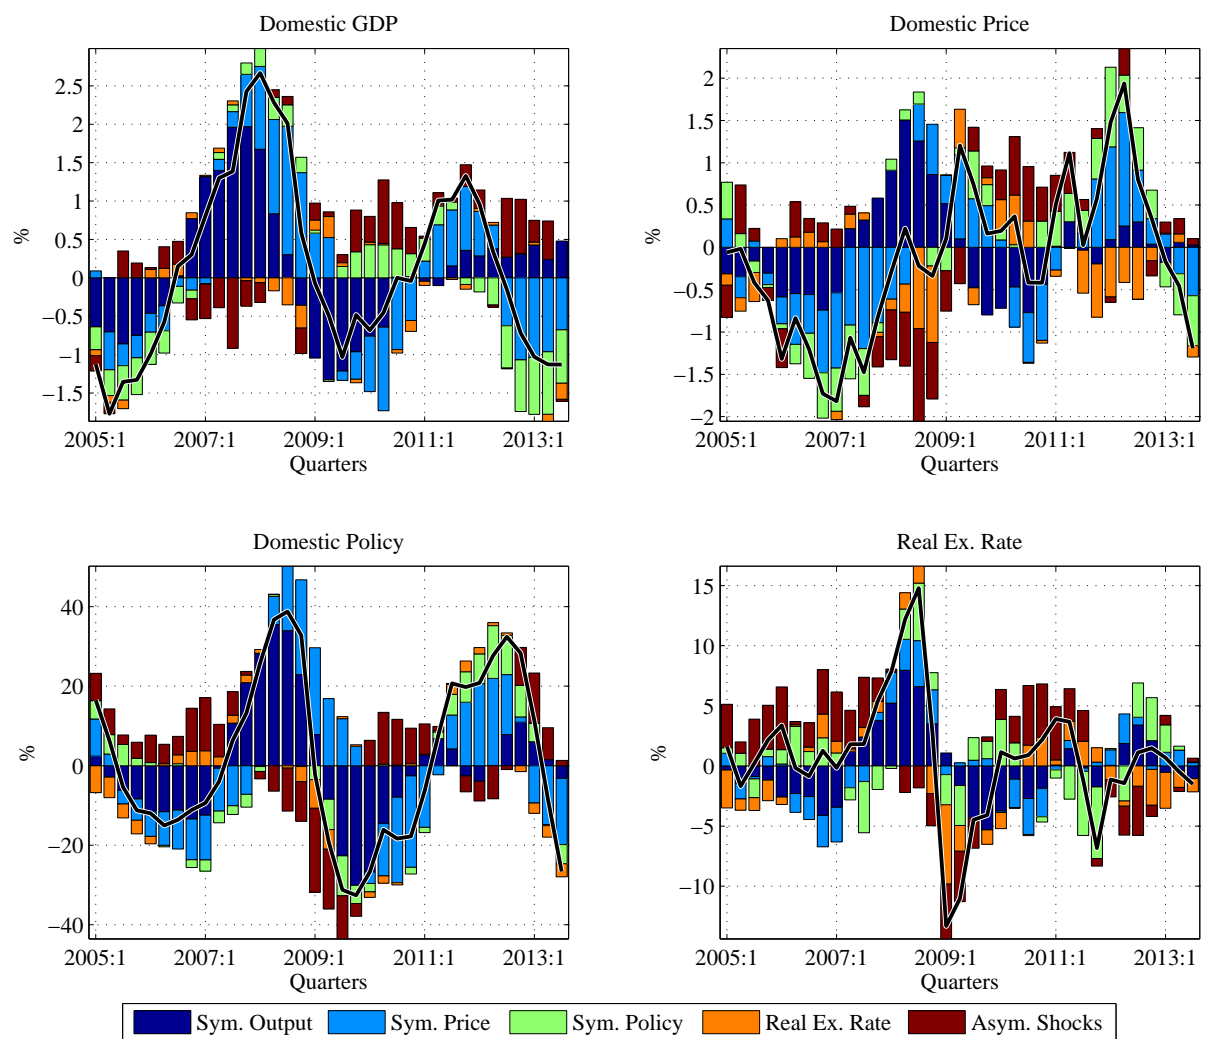 Domestic GDP
2.5
2
1.5
1
0.5
0
−0.5
−1
−1.5
%
2005:1 2007:1 2009:1 2011:1 2013:1
Quarters
Domestic Price
2
1.5
1
0.5
0
−0.5
−1
−1.5
−2
%
2005:1 2007:1 2009:1 2011:1 2013:1
Quarters
Domestic Policy
40
20
0
−20
−40
%
2005:1 2007:1 2009:1 2011:1 2013:1
Quarters
Real Ex. Rate
15
10
5
0
−5
−10
%
2005:1 2007:1 2009:1 2011:1 2013:1
Quarters
Sym. Output Sym. Price Sym. Policy Real Ex. Rate Asym. Shocks